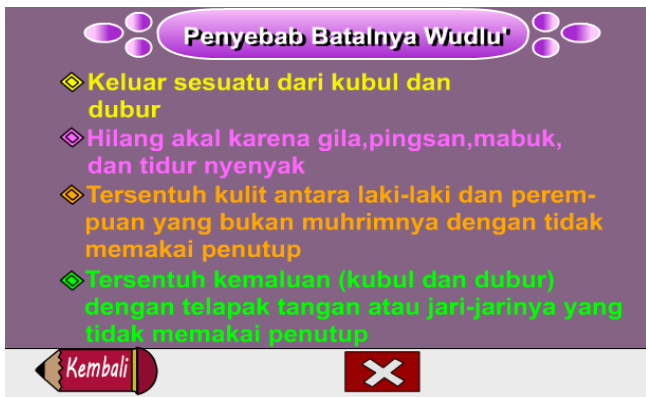 Penyebab Batalnya Wudlu'
Keluar sesuatu dari kubul dan
dubur
Hilang akal karena gila,pingsan,mabuk,
dan tidur nyenyak
Tersentuh kulit antara laki-laki dan perem-
puan yang bukan muhrimnya dengan tidak
memakai penutup
Tersentuh kemaluan (kubul dan dubur)
dengan telapak tangan atau jari-jarinya yang
tidak memakai penutup
Kembali